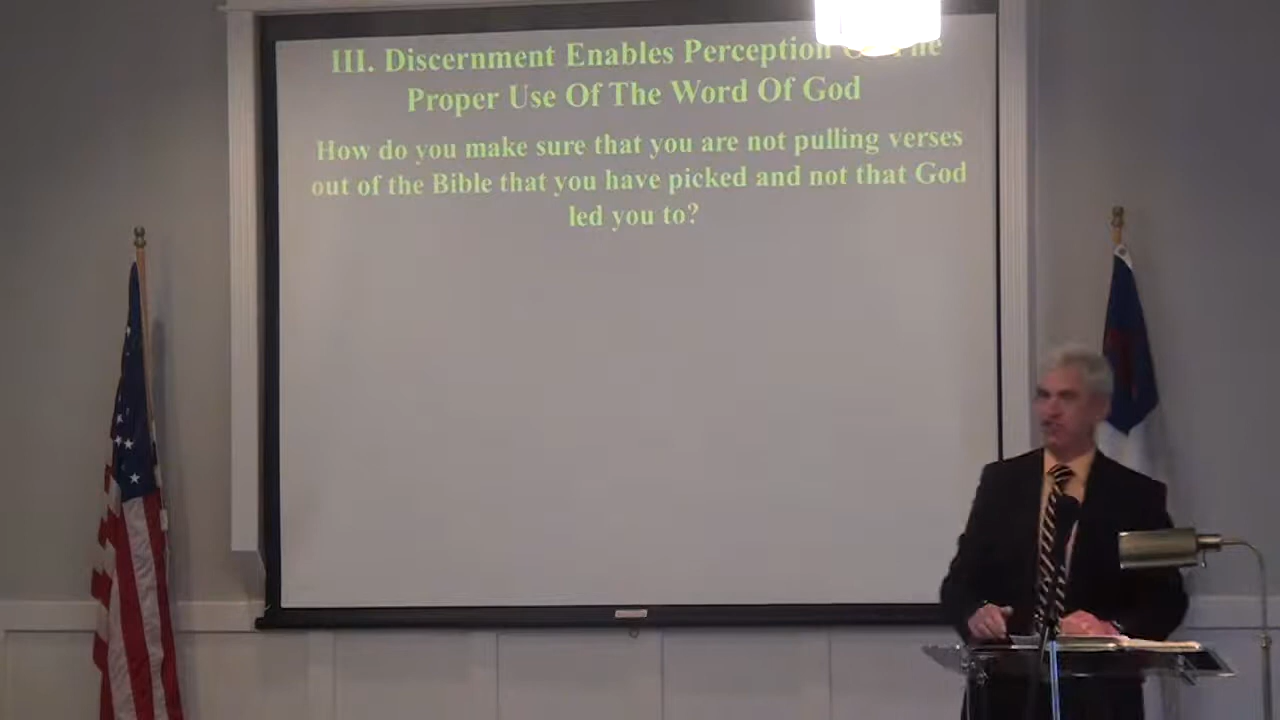 III. Discernment Enables Perception
Proper Use Of The Word Of God
How do you make sure that you are not pulling verses
out of the Bible that you have picked and not that God
led you to?